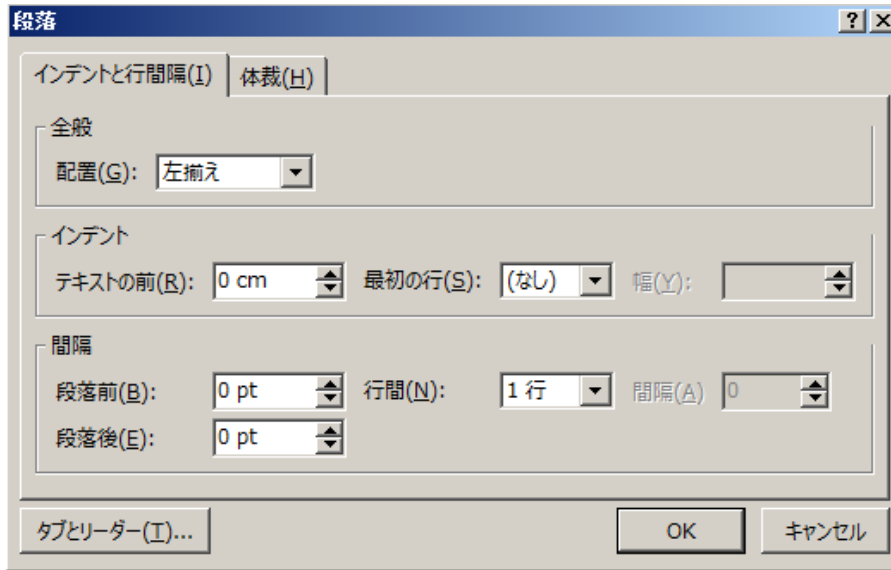 段落
インデントと行間隔(I) 体裁(H)
全般
配置(G): 左揃え
インデント
テキストの前(R): 0 cm 最初の行(S): (なし) 幅(Y):
間隔
段落前(B): 0 pt 行間(N): 1 行 間隔(A) 0
段落後(E): 0 pt
タブとリーダー(T)... OK キャンセル